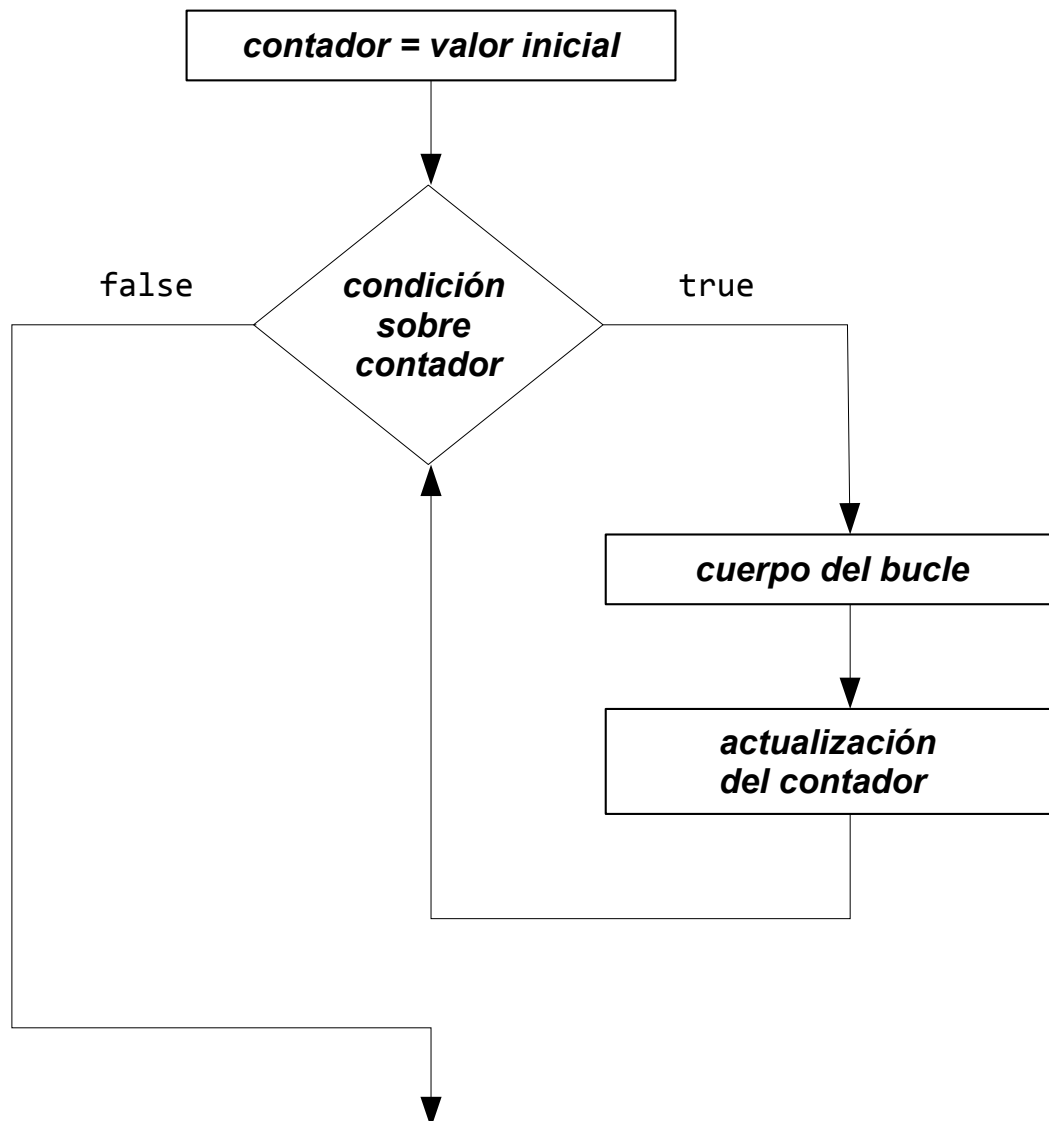 contador = valor inicial
false
condición
sobre
contador
true
cuerpo del bucle
actualización
del contador